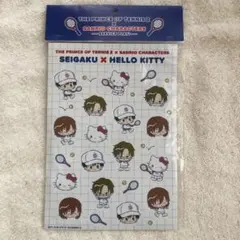 THE PRINCE OF TENNIS II
×
SANRIO CHARACTERS
THE PRINCE OF TENNIS II × SANRIO CHARACTERS
SEIGAKU × HELLO KITTY